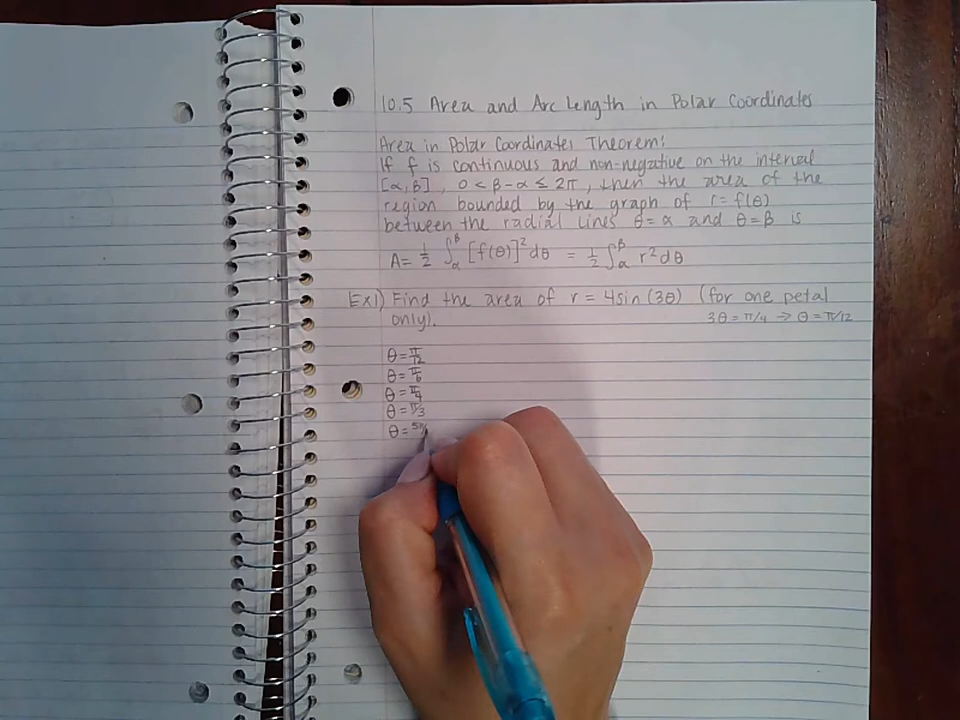 10.5 Area and Arc Length in Polar Coordinates
Area in Polar Coordinates Theorem:
If f is continuous and non-negative on the interval
[α, β], 0 < β - α ≤ 2π, then the area of the
region bounded by the graph of r = f(θ)
between the radial lines θ = α and θ = β is
A = 1/2 ∫_α^β [f(θ)]² dθ = 1/2 ∫_α^β r² dθ
Ex1) Find the area of r = 4sin(3θ) (for one petal
only). 3θ = π/4 → θ = π/12
θ = π/12
θ = π/6
θ = π/4
θ = π/3
θ = 5π/